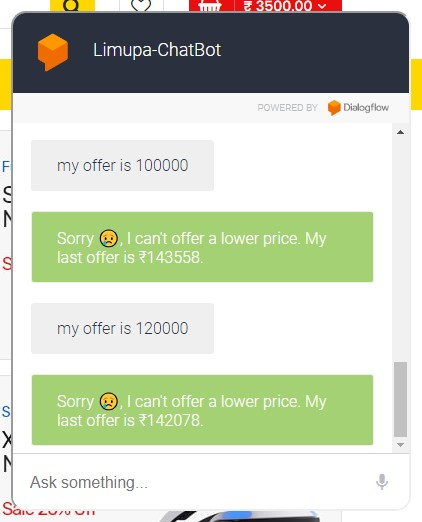 ₹ 3500.00
Limupa-ChatBot
POWERED BY Dialogflow
my offer is 100000
Sorry 😥, I can't offer a lower price. My
last offer is ₹143558.
my offer is 120000
Sorry 😥, I can't offer a lower price. My
last offer is ₹142078.
Ask something...